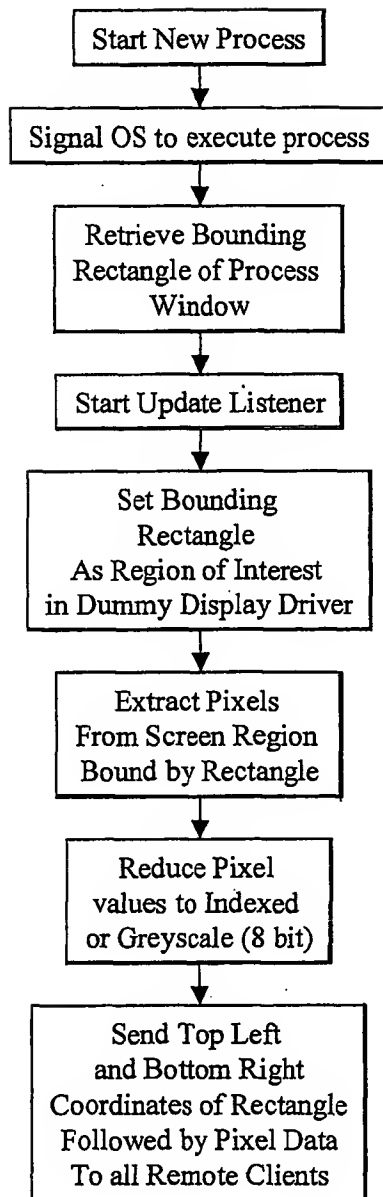 Start New Process
Signal OS to execute process
Retrieve Bounding
Rectangle of Process
Window
Start Update Listener
Set Bounding
Rectangle
As Region of Interest
in Dummy Display Driver
Extract Pixels
From Screen Region
Bound by Rectangle
Reduce Pixel
values to Indexed
or Greyscale (8 bit)
Send Top Left
and Bottom Right
Coordinates of Rectangle
Followed by Pixel Data
To all Remote Clients